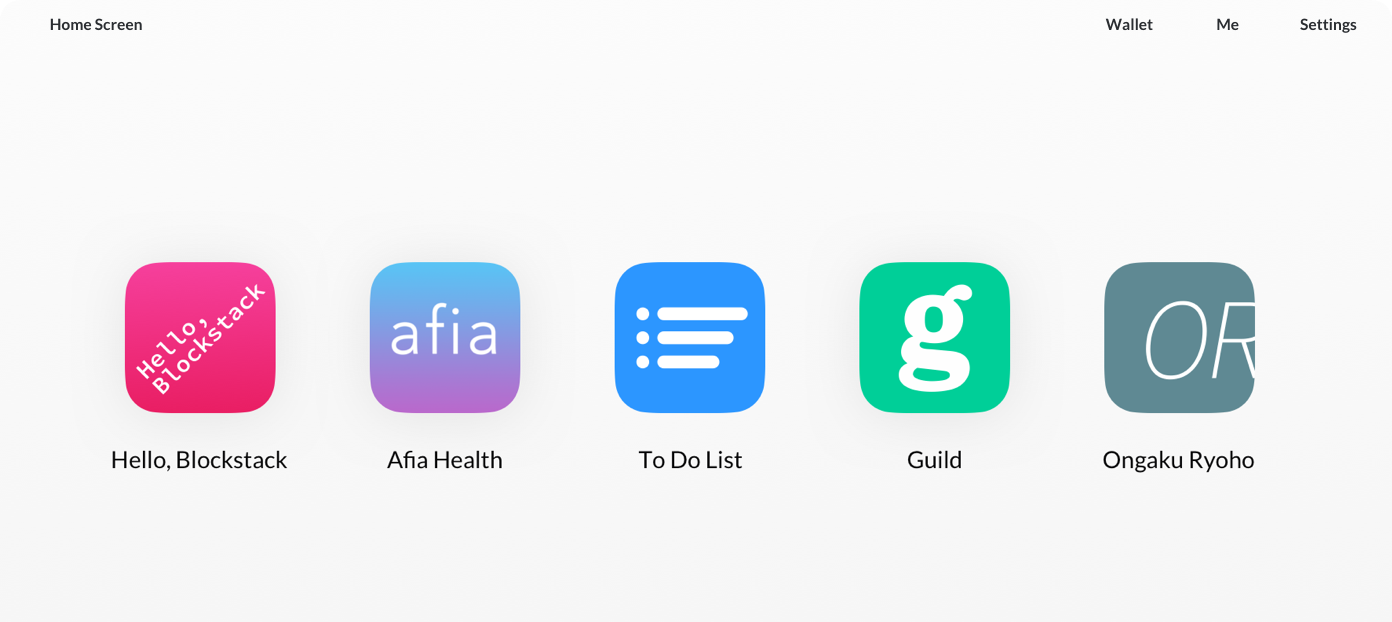 Home Screen
Wallet
Me
Settings
Hello,
Blockstack
afia
g
OR
Hello, Blockstack
Afia Health
To Do List
Guild
Ongaku Ryoho